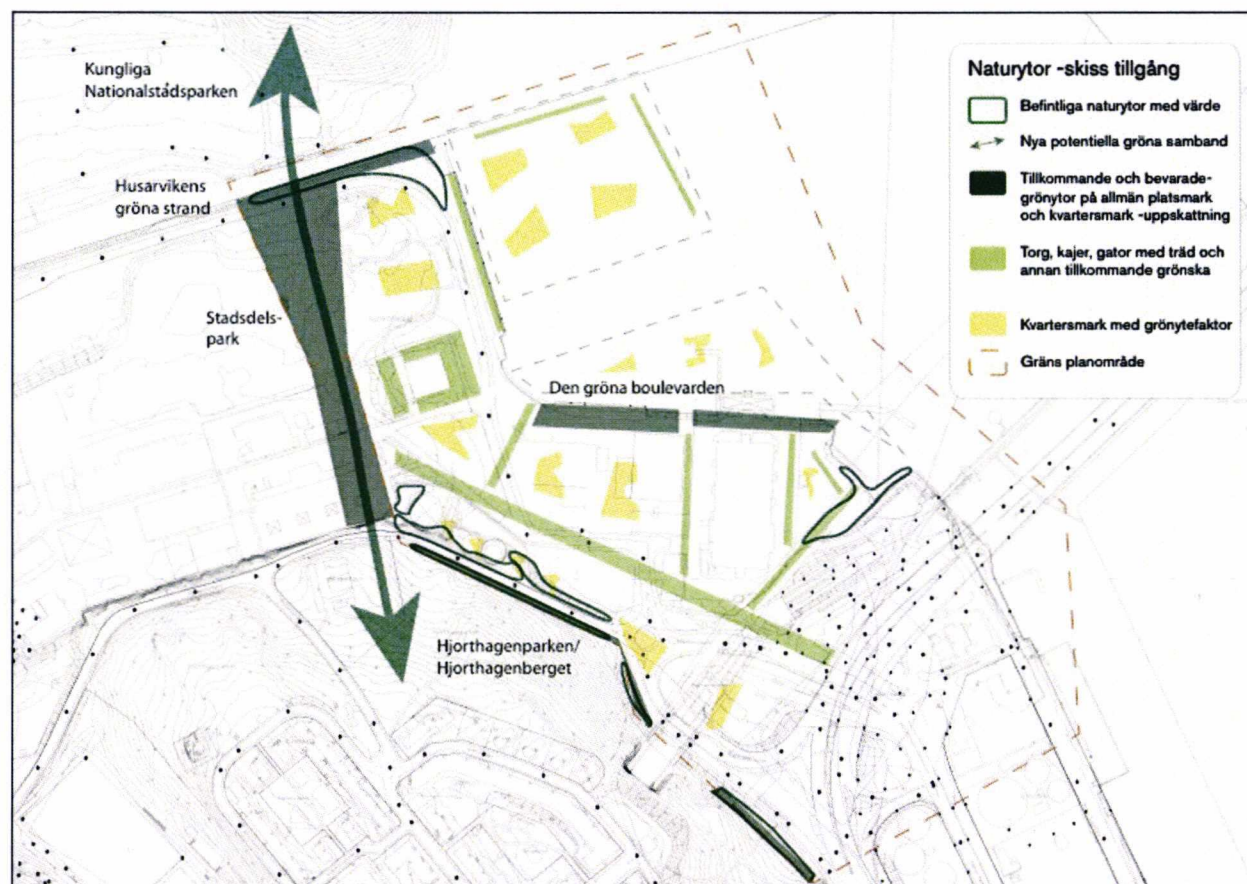 Kungliga
Nationalstadsparken
Husarvikens
gröna strand
Stadsdels-
park
Den gröna boulevarden
Hjorthagenparken/
Hjorthagenberget
Naturytor -skiss tillgång
Befintliga naturytor med värde
Nya potentiella gröna samband
Tillkommande och bevarade-
grönytor på allmän platsmark
och kvartersmark -uppskattning
Torg, kajer, gator med träd och
annan tillkommande grönska
Kvartersmark med grönytefaktor
Gräns planområde